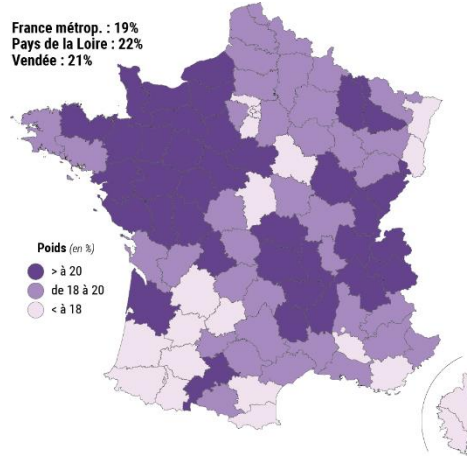 France métrop. : 19%
Pays de la Loire : 22%
Vendée : 21%
Poids (en %)
> à 20
de 18 à 20
< à 18